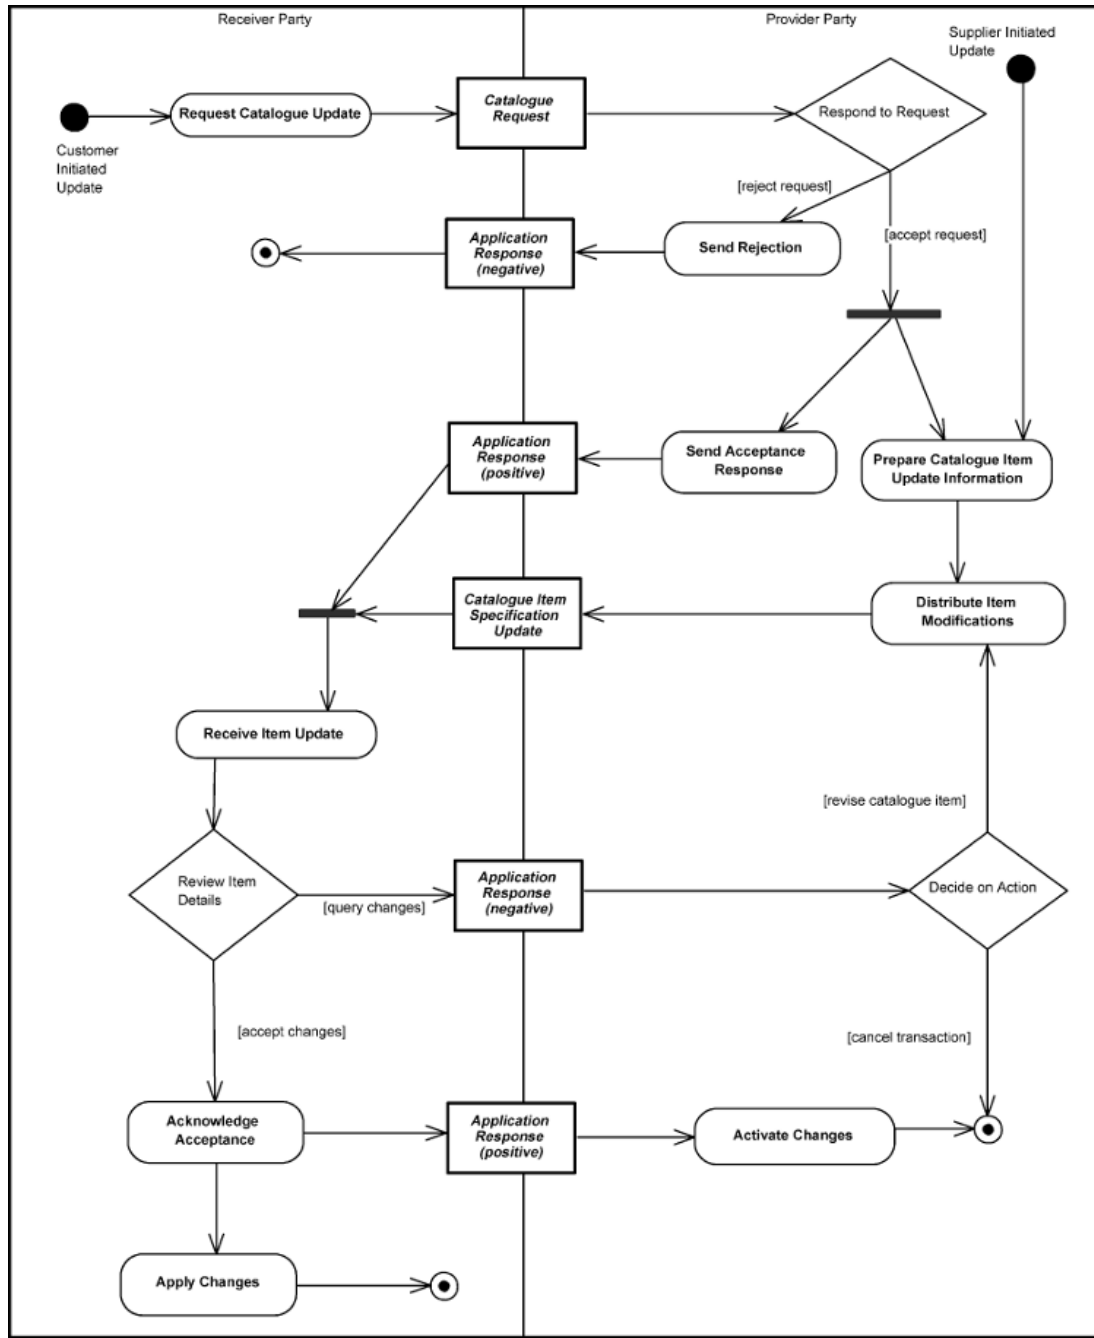 Receiver Party
Provider Party
Supplier Initiated
Update
Customer
Initiated
Update
Request Catalogue Update
Catalogue
Request
Respond to Request
[reject request]
[accept request]
Application
Response
(negative)
Send Rejection
Application
Response
(positive)
Send Acceptance
Response
Prepare Catalogue Item
Update Information
Catalogue Item
Specification
Update
Distribute Item
Modifications
Receive Item Update
[revise catalogue item]
Review Item
Details
[query changes]
Application
Response
(negative)
Decide on Action
[accept changes]
[cancel transaction]
Acknowledge
Acceptance
Application
Response
(positive)
Activate Changes
Apply Changes